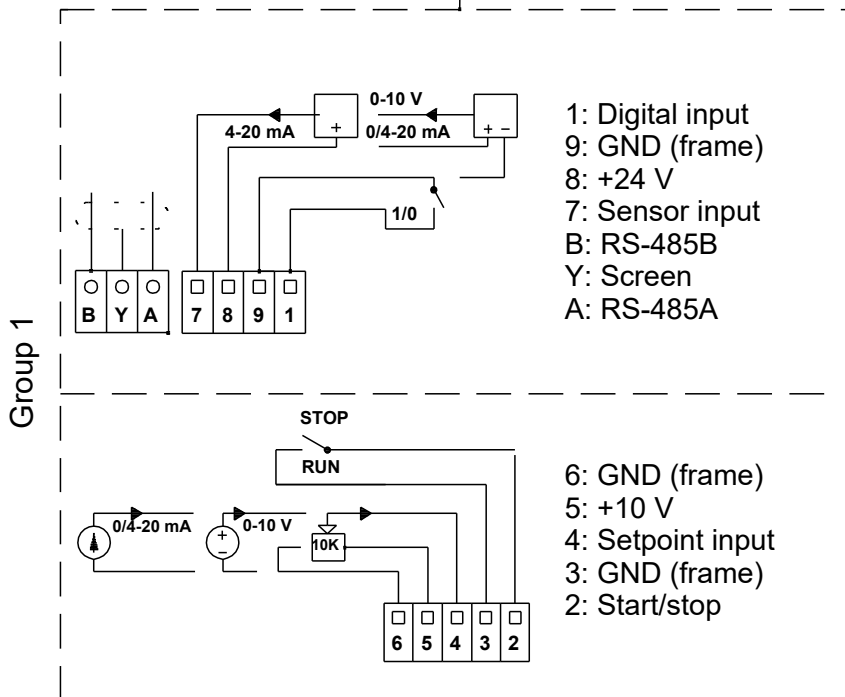 Group 1
0-10 V
4-20 mA
0/4-20 mA
+
+ −
1/0
B Y A 7 8 9 1
1: Digital input
9: GND (frame)
8: +24 V
7: Sensor input
B: RS-485B
Y: Screen
A: RS-485A
STOP
RUN
0/4-20 mA
0-10 V
+
−
10K
6 5 4 3 2
6: GND (frame)
5: +10 V
4: Setpoint input
3: GND (frame)
2: Start/stop